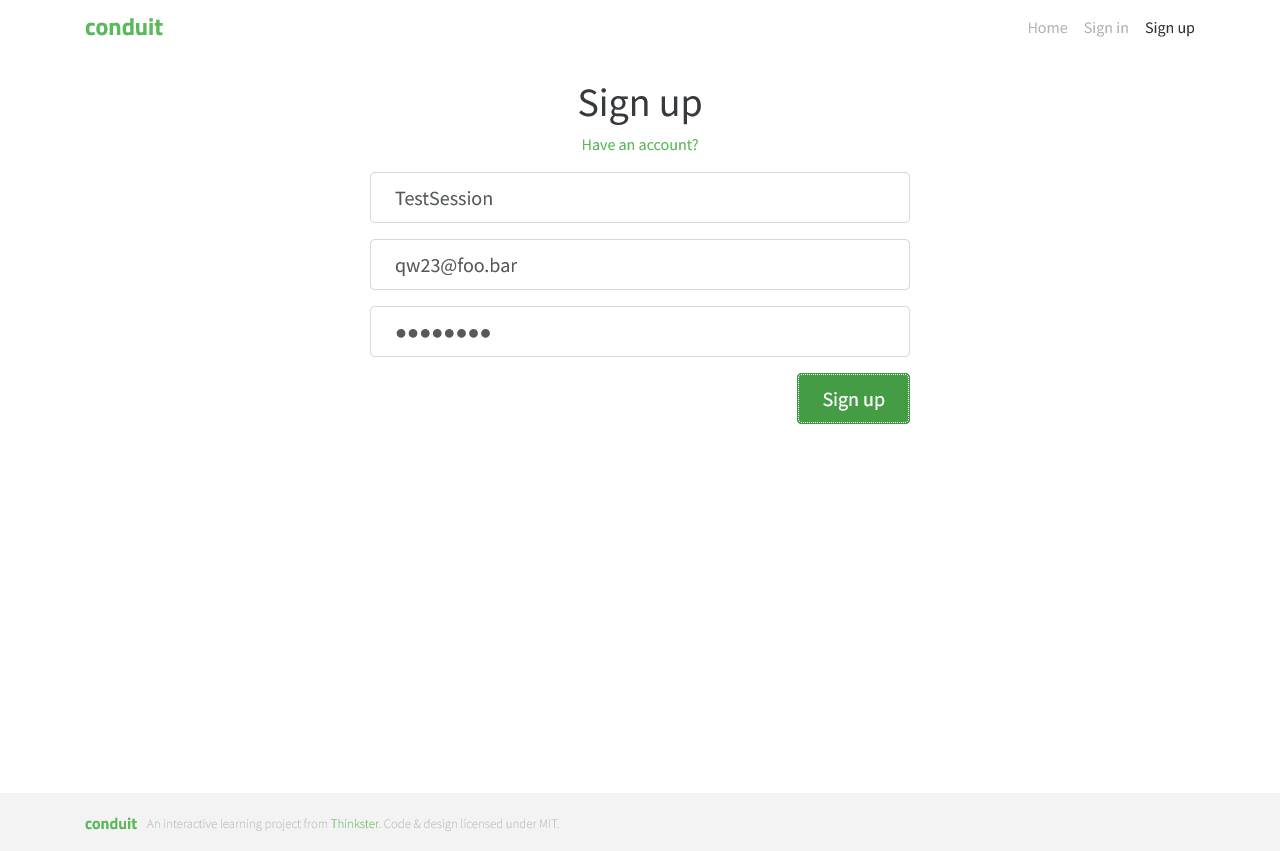 conduit
Home Sign in Sign up
Sign up
Have an account?
TestSession
qw23@foo.bar
●●●●●●●●
Sign up
conduit An interactive learning project from Thinkster. Code & design licensed under MIT.